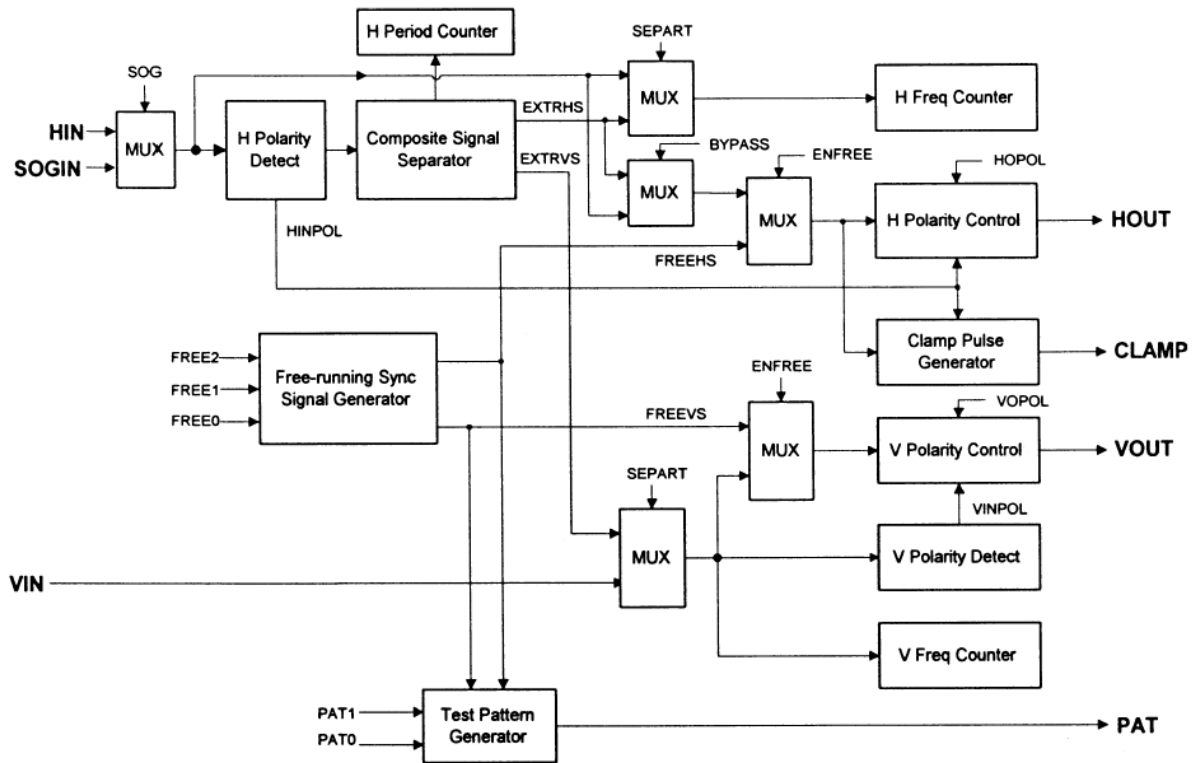 H Period Counter
SEPART
SOG
MUX
H Freq Counter
HIN
SOGIN
MUX
H Polarity
Detect
Composite Signal
Separator
EXTRHS
EXTRVS
BYPASS
MUX
ENFREE
MUX
HOPOL
H Polarity Control
HOUT
HINPOL
FREEHS
Clamp Pulse
Generator
CLAMP
FREE2
FREE1
FREE0
Free-running Sync
Signal Generator
ENFREE
FREEVS
MUX
VOPOL
V Polarity Control
VOUT
SEPART
VINPOL
MUX
V Polarity Detect
VIN
V Freq Counter
PAT1
PAT0
Test Pattern
Generator
PAT